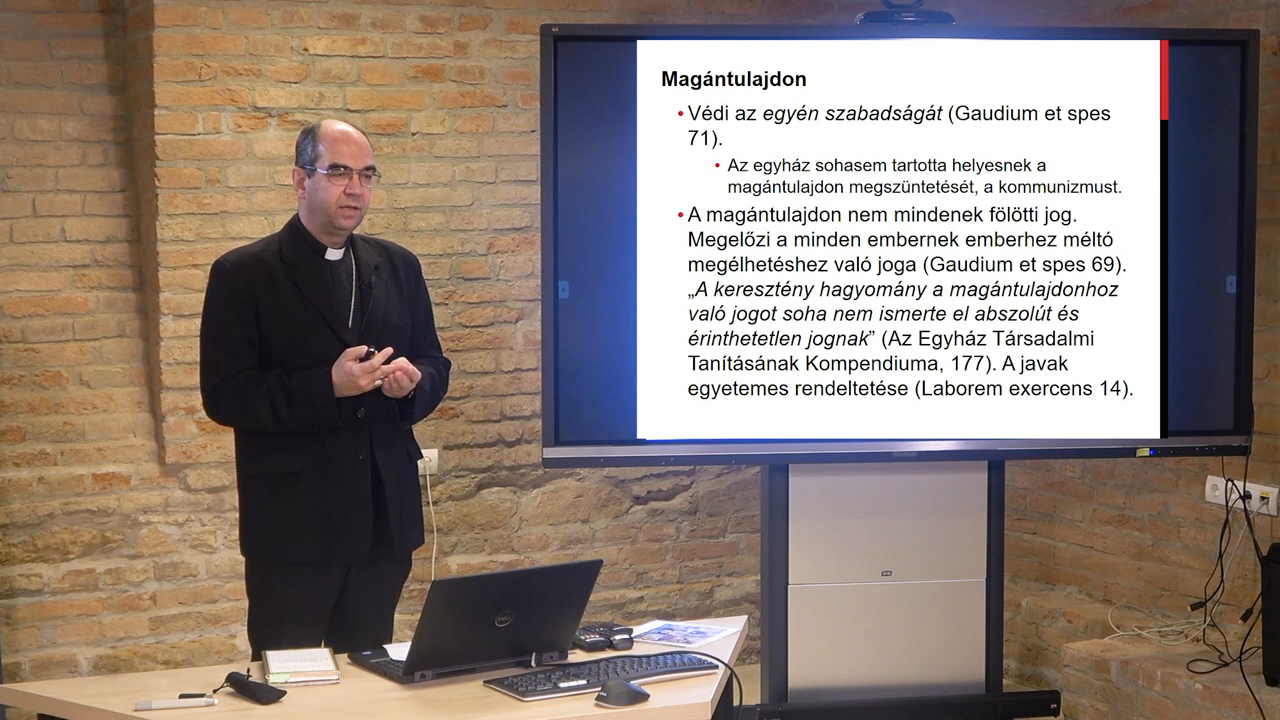 Magántulajdon
• Védi az egyén szabadságát (Gaudium et spes
71).
• Az egyház sohasem tartotta helyesnek a
magántulajdon megszüntetését, a kommunizmust.
• A magántulajdon nem mindenek fölötti jog.
Megelőzi a minden embernek emberhez méltó
megélhetéshez való joga (Gaudium et spes 69).
„A keresztény hagyomány a magántulajdonhoz
való jogot soha nem ismerte el abszolút és
érinthetetlen jognak” (Az Egyház Társadalmi
Tanításának Kompendiuma, 177). A javak
egyetemes rendeltetése (Laborem exercens 14).
DELL